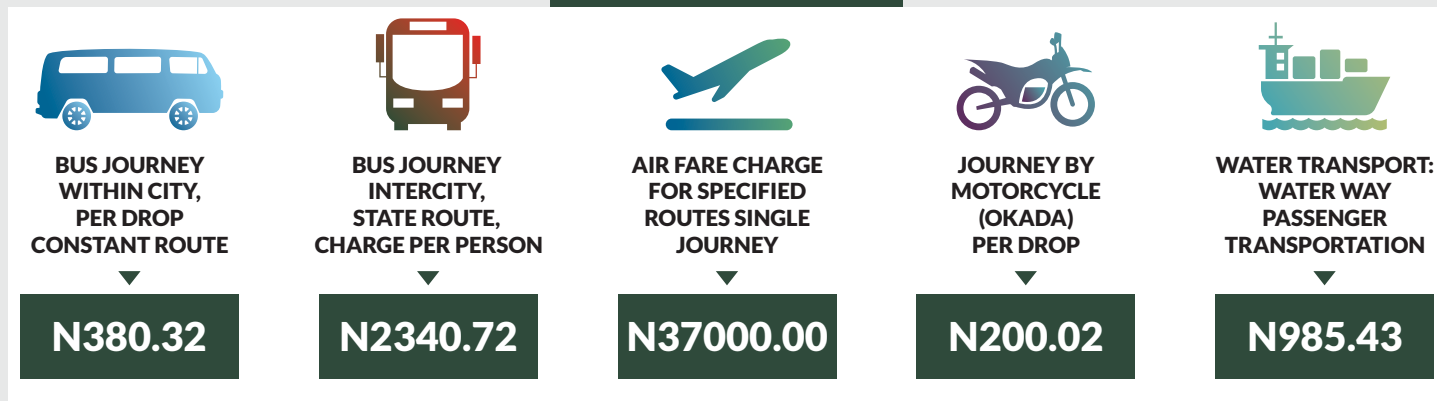 BUS JOURNEY
WITHIN CITY,
PER DROP
CONSTANT ROUTE
N380.32
BUS JOURNEY
INTERCITY,
STATE ROUTE,
CHARGE PER PERSON
N2340.72
AIR FARE CHARGE
FOR SPECIFIED
ROUTES SINGLE
JOURNEY
N37000.00
JOURNEY BY
MOTORCYCLE
(OKADA)
PER DROP
N200.02
WATER TRANSPORT:
WATER WAY
PASSENGER
TRANSPORTATION
N985.43